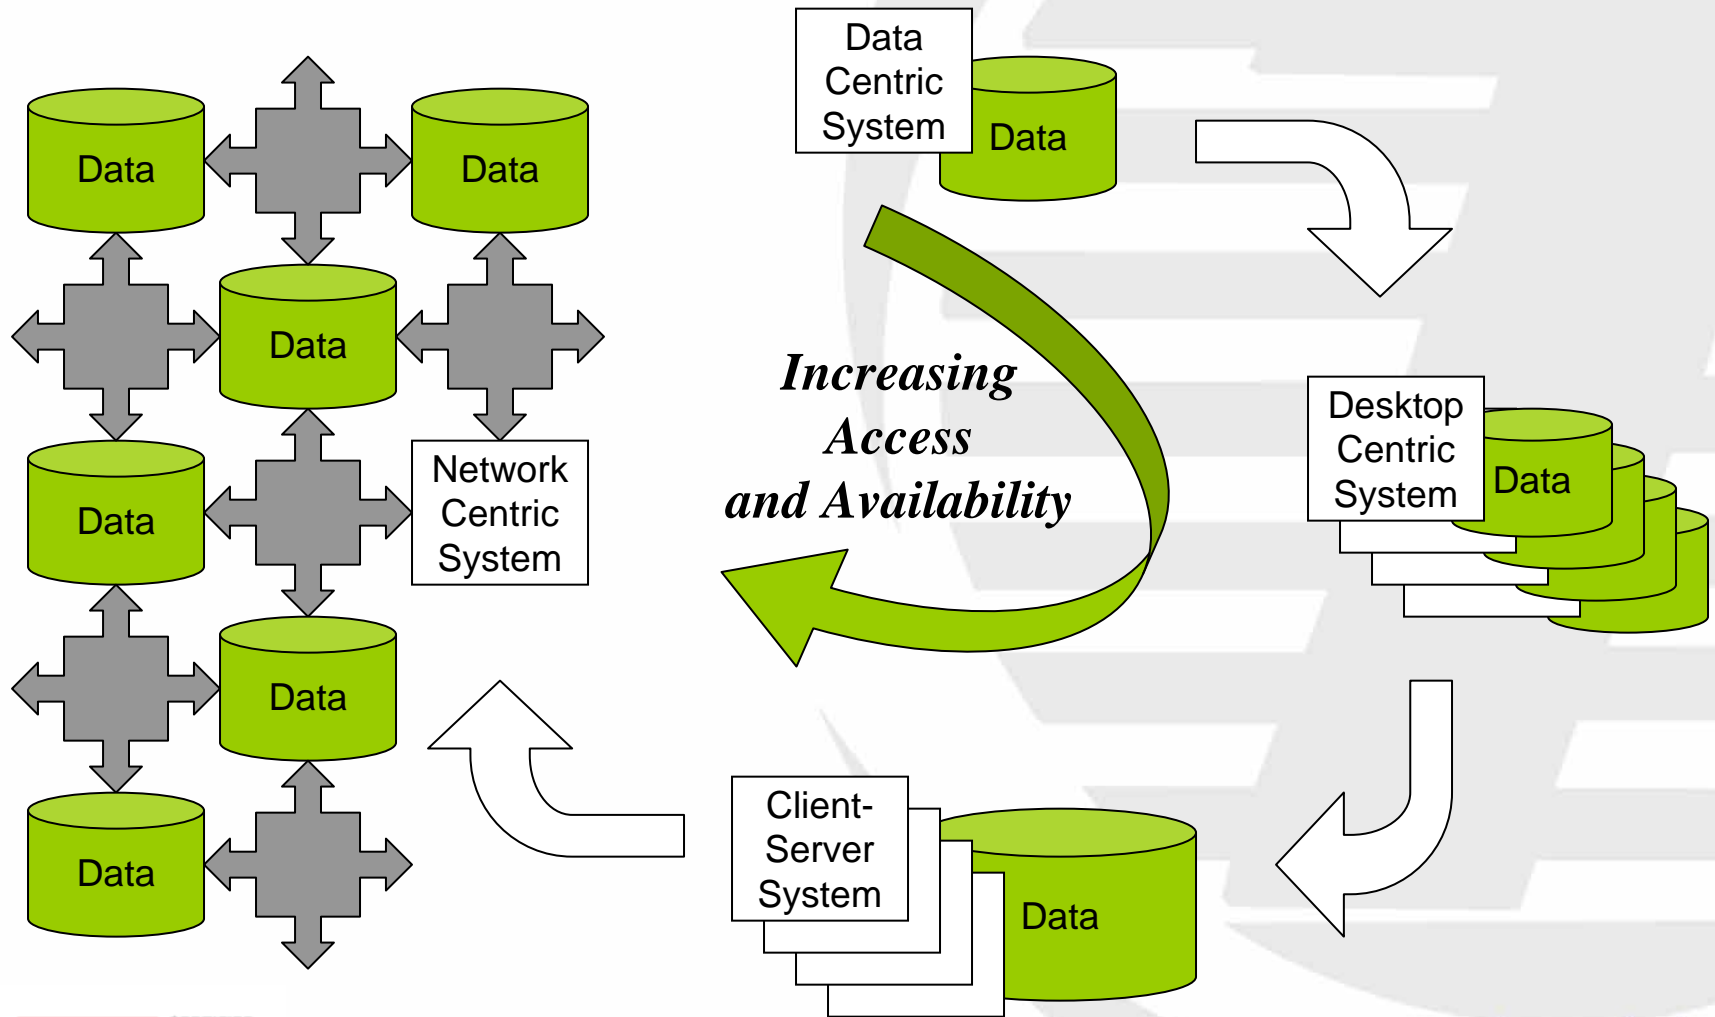 Data
Centric
System
Data
Data
Data
Data
Increasing
Access
and Availability
Desktop
Centric
System
Data
Data
Network
Centric
System
Data
Data
Client-
Server
System
Data